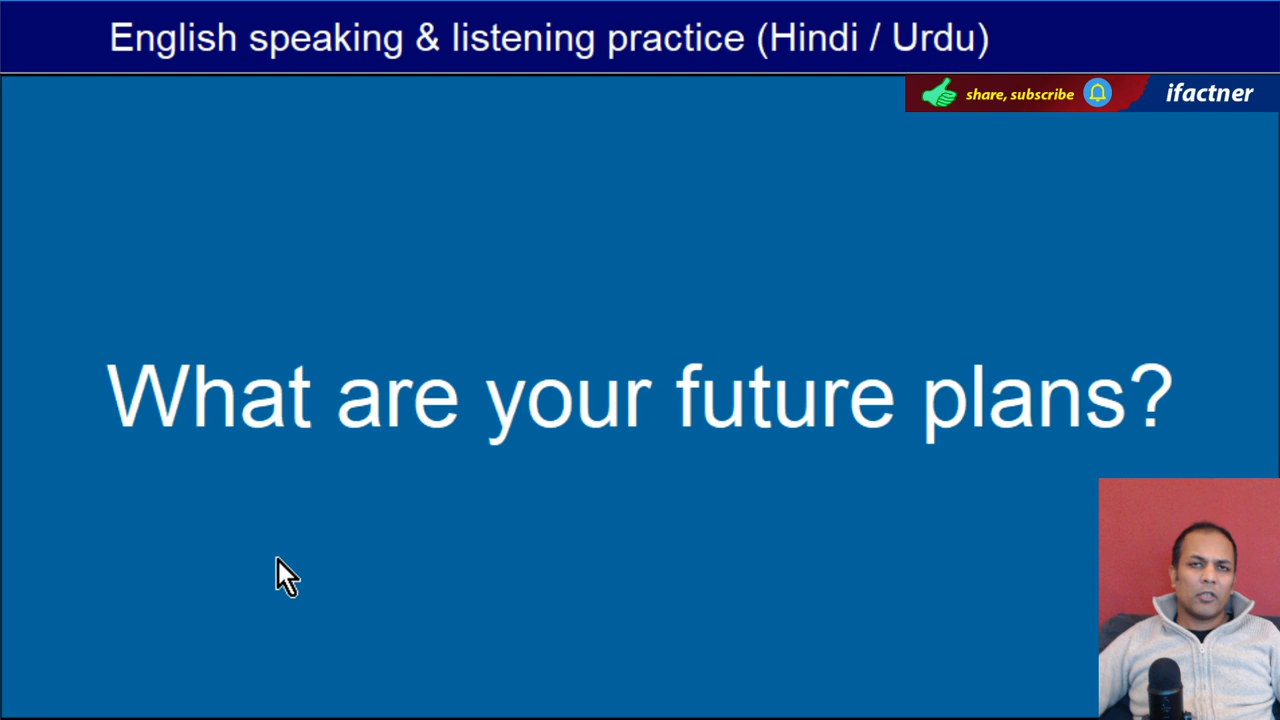 English speaking & listening practice (Hindi / Urdu)
share, subscribe
ifactner
What are your future plans?